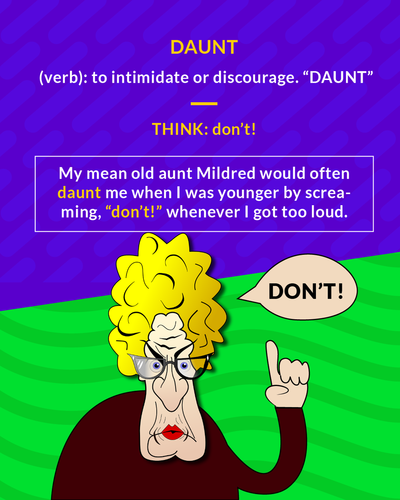 DAUNT
(verb): to intimidate or discourage. “DAUNT”
THINK: don’t!
My mean old aunt Mildred would often
daunt me when I was younger by screa-
ming, “don’t!” whenever I got too loud.
DON’T!